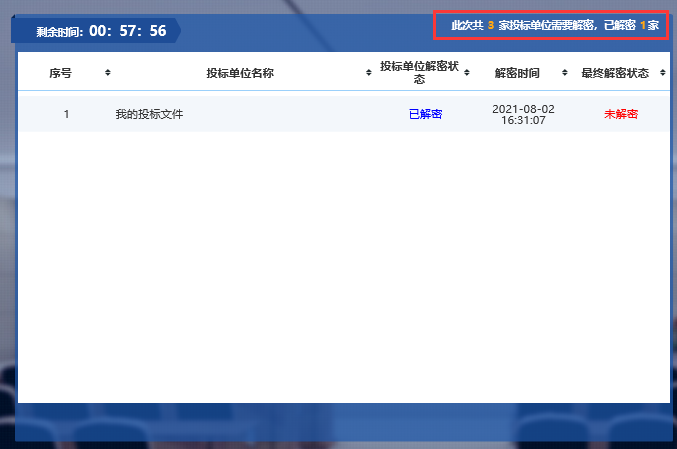 剩余时间：00：57：56
此次共 3 家投标单位需要解密，已解密 1 家
序号 投标单位名称 投标单位解密状态 解密时间 最终解密状态
1 我的投标文件 已解密 2021-08-02 16:31:07 未解密